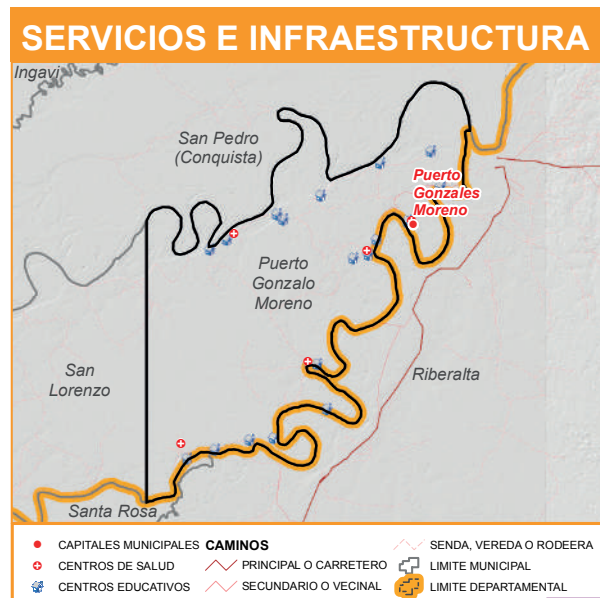 SERVICIOS E INFRAESTRUCTURA
Ingavi
San Pedro
(Conquista)
Puerto
Gonzales
Moreno
Puerto
Gonzalo
Moreno
San
Lorenzo
Riberalta
Santa Rosa
CAPITALES MUNICIPALES
CENTROS DE SALUD
CENTROS EDUCATIVOS
CAMINOS
PRINCIPAL O CARRETERO
SECUNDARIO O VECINAL
SENDA, VEREDA O RODEERA
LIMITE MUNICIPAL
LIMITE DEPARTAMENTAL